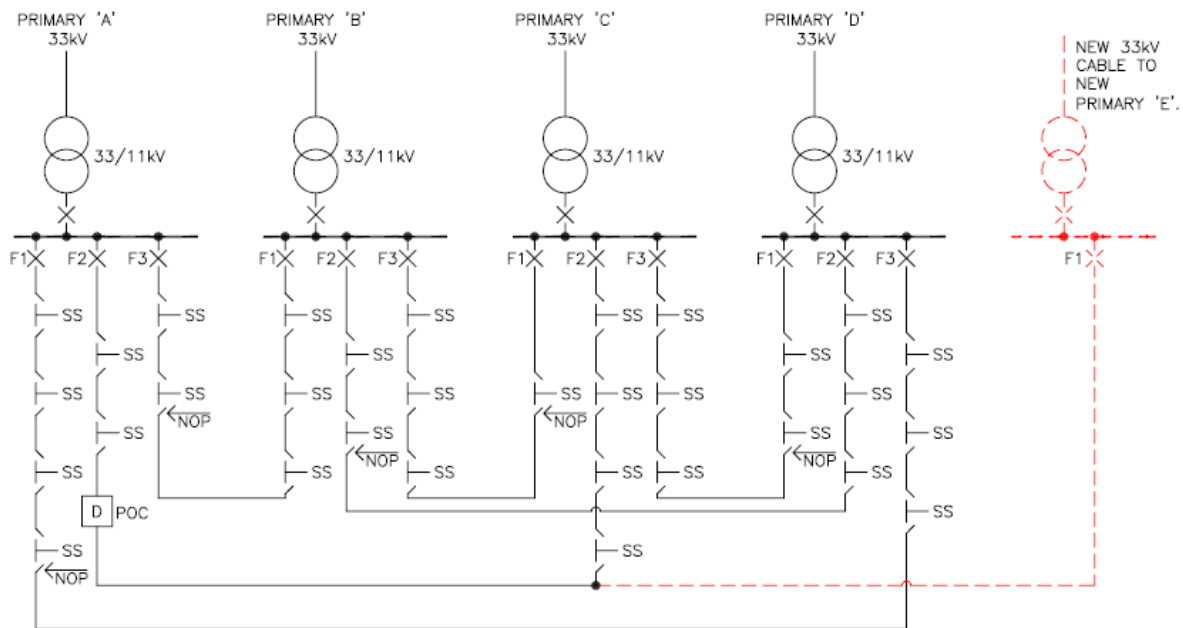 PRIMARY 'A'
33kV
PRIMARY 'B'
33kV
PRIMARY 'C'
33kV
PRIMARY 'D'
33kV
NEW 33kV
CABLE TO
NEW
PRIMARY 'E'.
33/11kV
33/11kV
33/11kV
33/11kV
F1 F2 F3
F1 F2 F3
F1 F2 F3
F1 F2 F3
F1
SS SS SS SS SS SS SS
SS SS SS SS
SS SS SS SS SS SS SS SS
NOP NOP
SS SS SS SS
NOP NOP
SS SS SS SS SS SS
D POC SS
SS SS
NOP